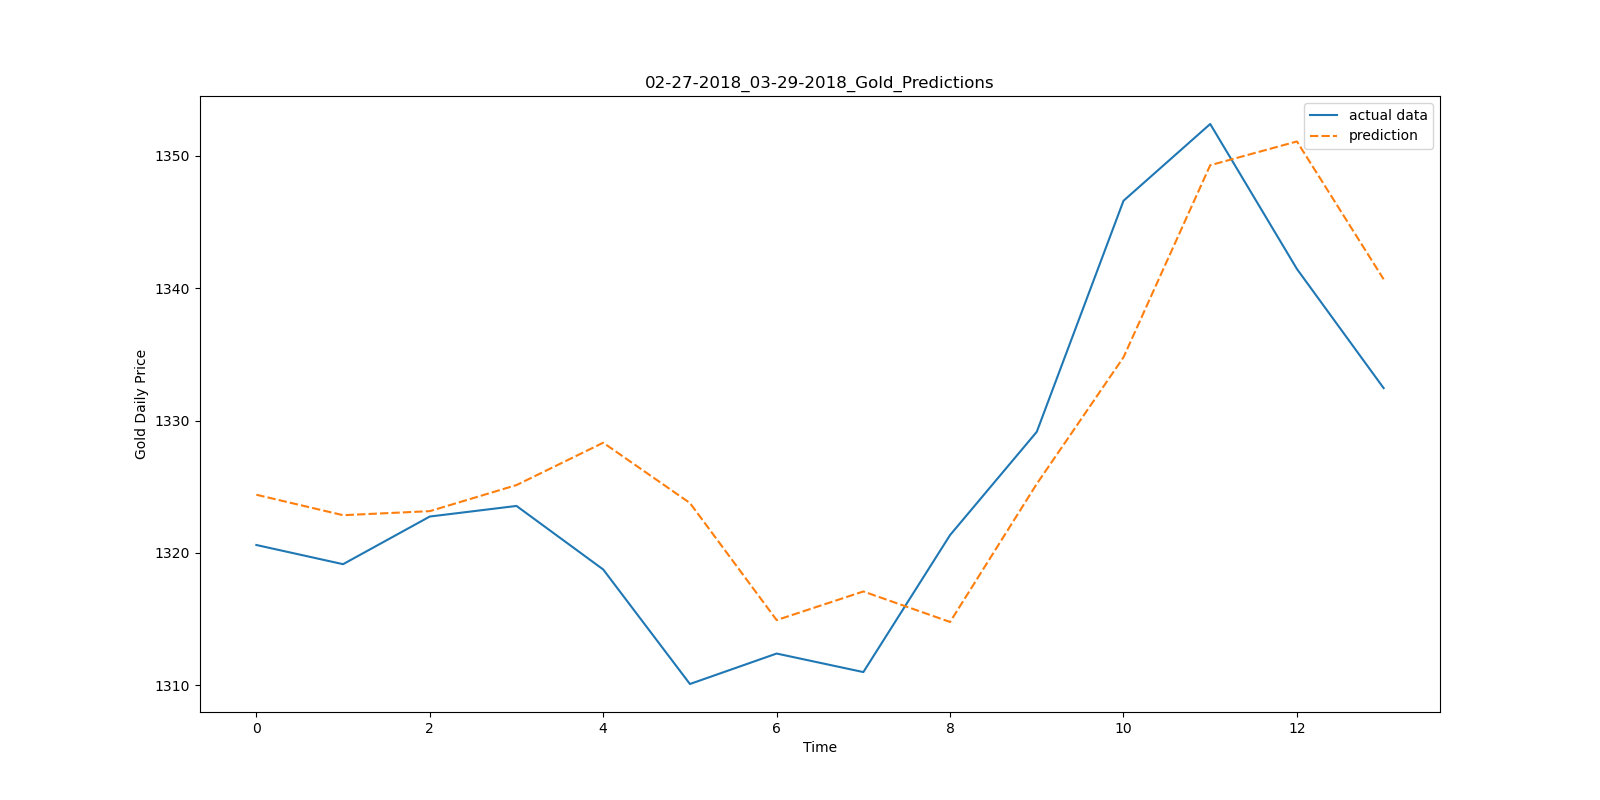 02-27-2018_03-29-2018_Gold_Predictions
actual data
prediction
1350
1340
1330
1320
1310
Gold Daily Price
0 2 4 6 8 10 12
Time